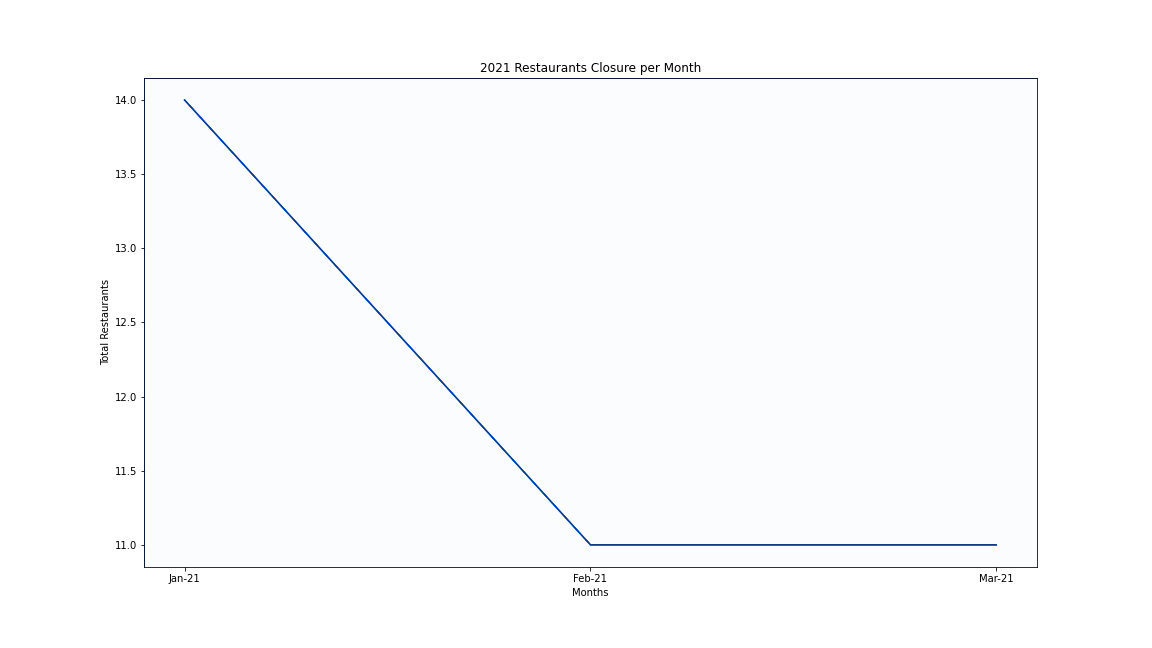 2021 Restaurants Closure per Month
14.0
13.5
13.0
12.5
12.0
11.5
11.0
Total Restaurants
Jan-21 Feb-21 Mar-21
Months